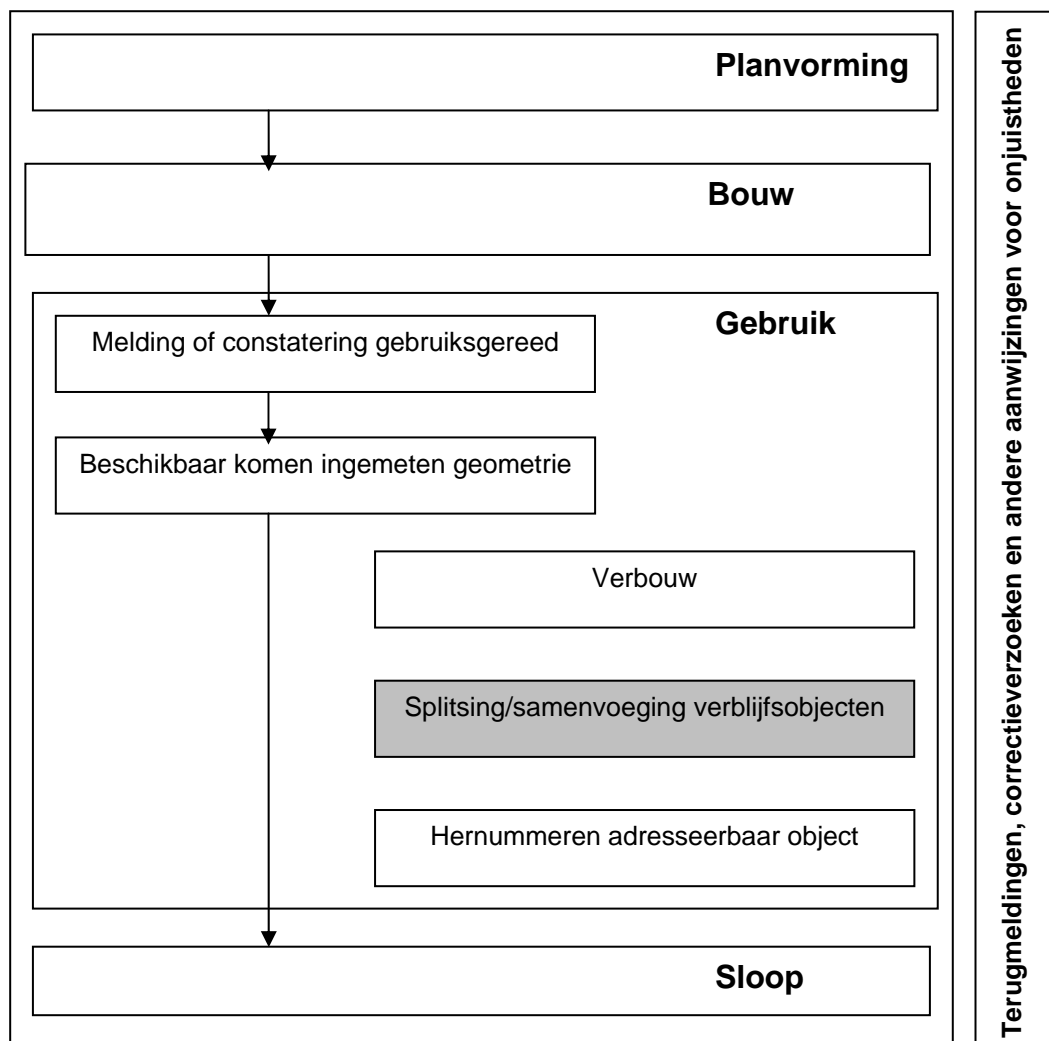 Planvorming
Bouw
Gebruik
Melding of constatering gebruiksgereed
Beschikbaar komen ingemeten geometrie
Verbouw
Splitsing/samenvoeging verblijfsobjecten
Hernummeren adresseerbaar object
Sloop
Terugmeldingen, correctieverzoeken en andere aanwijzingen voor onjuistheden